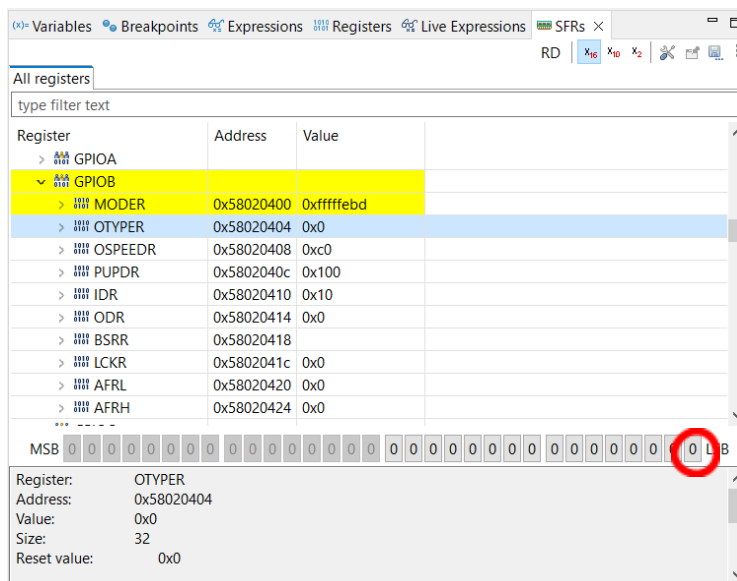 (x)= Variables Breakpoints Expressions Registers Live Expressions SFRs
RD X16 X10 X2
All registers
type filter text
Register Address Value
GPIOA
GPIOB
MODER 0x58020400 0xfffffebd
OTYPER 0x58020404 0x0
OSPEEDR 0x58020408 0xc0
PUPDR 0x5802040c 0x100
IDR 0x58020410 0x10
ODR 0x58020414 0x0
BSRR 0x58020418
LCKR 0x5802041c 0x0
AFRL 0x58020420 0x0
AFRH 0x58020424 0x0
MSB 0 0 0 0 0 0 0 0 0 0 0 0 0 0 0 0 0 0 0 0 0 0 0 0 0 0 0 0 0 0 0 0 LSB
Register: OTYPER
Address: 0x58020404
Value: 0x0
Size: 32
Reset value: 0x0